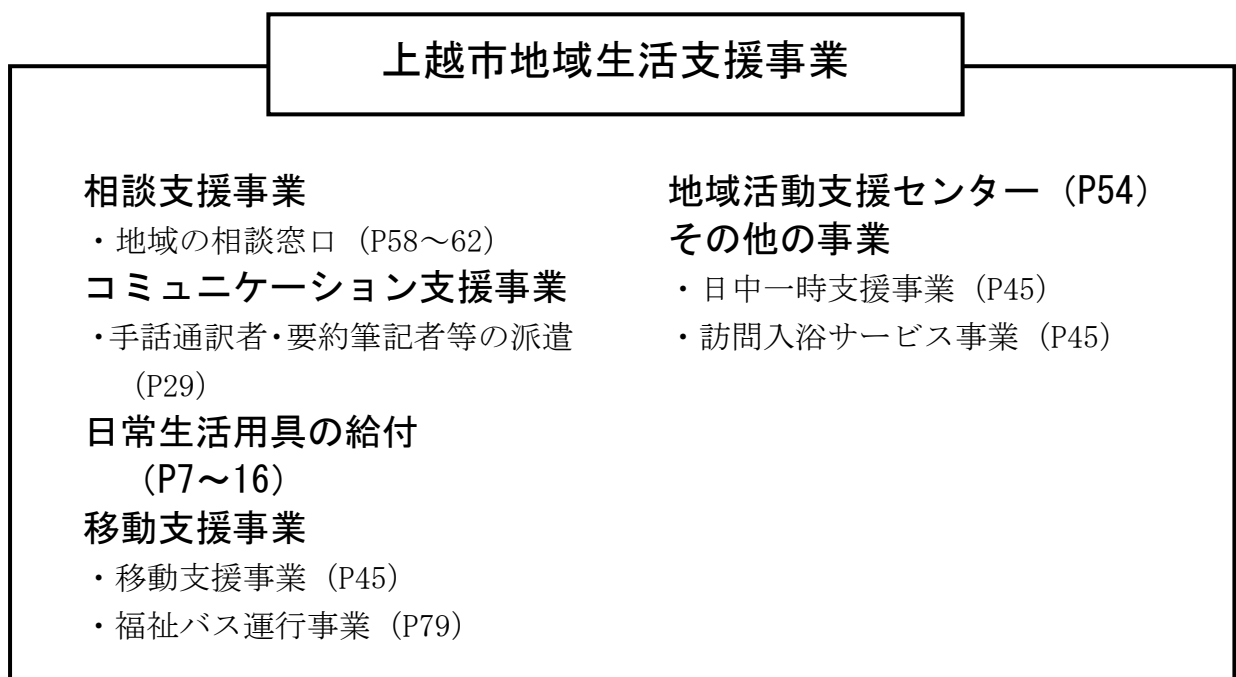 上越市地域生活支援事業
相談支援事業
・地域の相談窓口（P58～62）
コミュニケーション支援事業
・手話通訳者・要約筆記者等の派遣
（P29）
日常生活用具の給付
（P7～16）
移動支援事業
・移動支援事業（P45）
・福祉バス運行事業（P79）
地域活動支援センター（P54）
その他の事業
・日中一時支援事業（P45）
・訪問入浴サービス事業（P45）